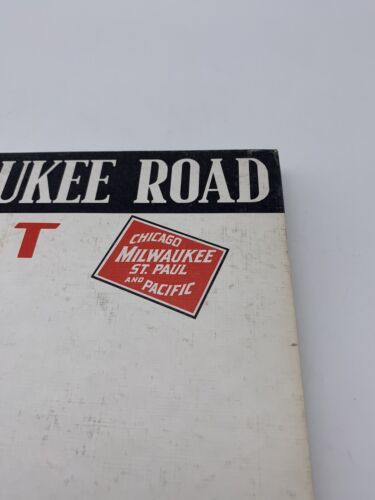 UKEE ROAD
T
CHICAGO
MILWAUKEE
ST. PAUL
AND PACIFIC